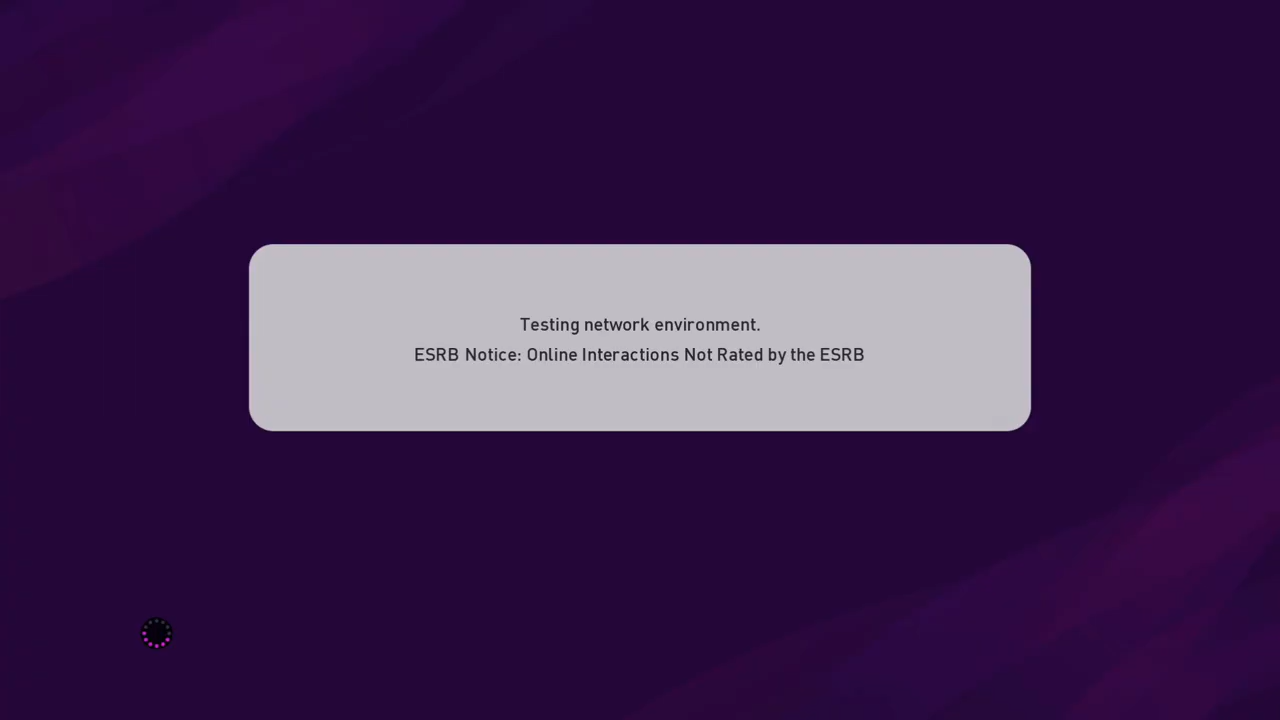 Testing network environment.
ESRB Notice: Online Interactions Not Rated by the ESRB